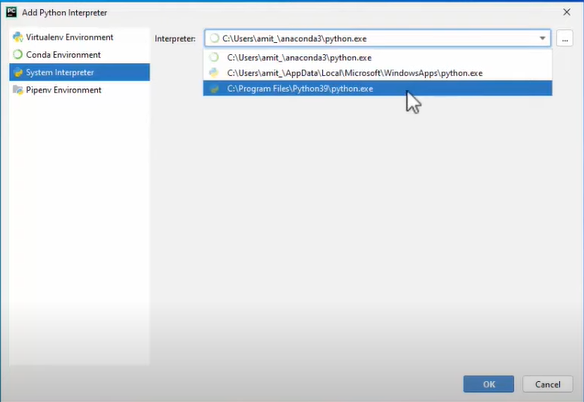 PC Add Python Interpreter
Virtualenv Environment
Conda Environment
System Interpreter
Pipenv Environment
Interpreter: C:\Users\amit_\anaconda3\python.exe ...
C:\Users\amit_\anaconda3\python.exe
C:\Users\amit_\AppData\Local\Microsoft\WindowsApps\python.exe
C:\Program Files\Python39\python.exe
OK Cancel